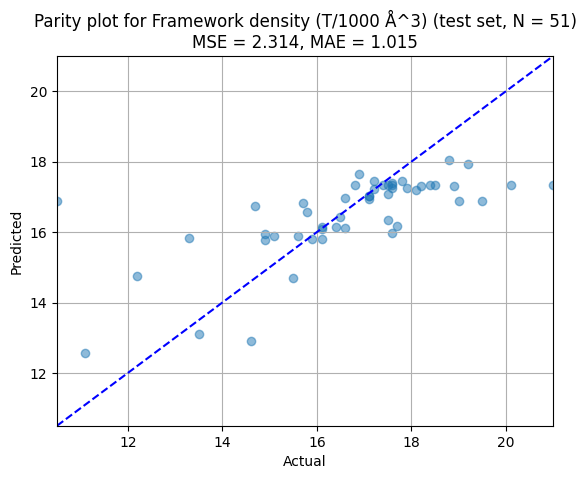 Parity plot for Framework density (T/1000 Å^3) (test set, N = 51)
MSE = 2.314, MAE = 1.015
20
18
16
14
12
Predicted
12 14 16 18 20
Actual